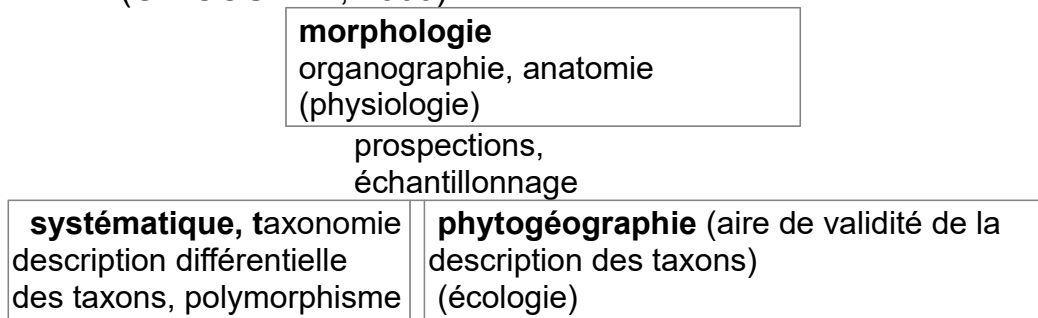 morphologie
organographie, anatomie
(physiologie)
prospections,
échantillonnage
systématique, taxonomie
description différentielle
des taxons, polymorphisme
phytogéographie (aire de validité de la
description des taxons)
(écologie)